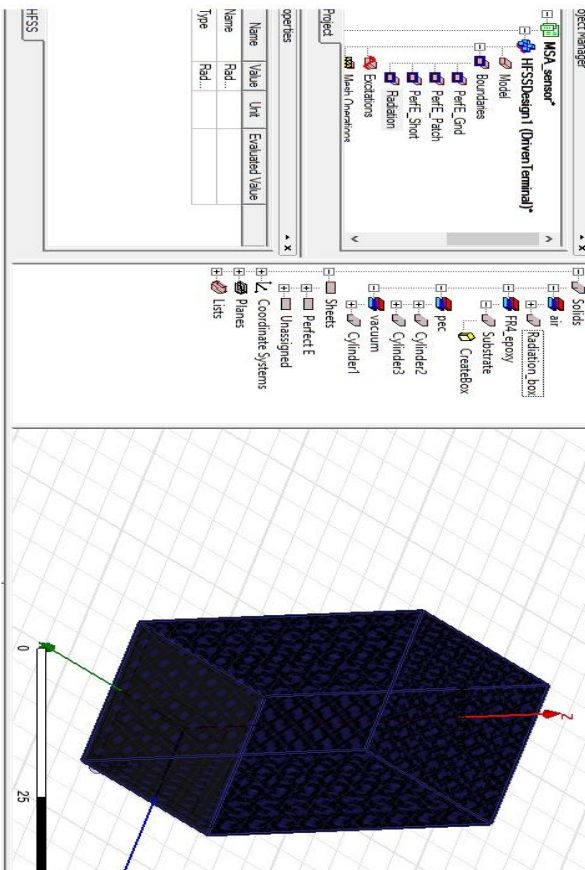 oject Manager
MSA_sensor*
HFSSDesign1 (DrivenTerminal)*
Model
Boundaries
PerfE_Gnd
PerfE_Patch
PerfE_Short
Radiation
Excitations
Mesh Operations
Project
operties
Name Value Unit Evaluated Value
Name Rad...
Type Rad...
HFSS
Solids
air
Radiation_box
FR4_epoxy
Substrate
CreateBox
pec
Cylinder2
Cylinder3
vacuum
Cylinder1
Sheets
Perfect E
Unassigned
Coordinate Systems
Planes
Lists
Z
0
25